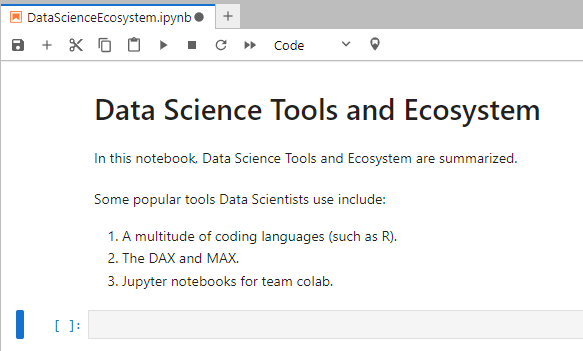 DataScienceEcosystem.ipynb
Code
Data Science Tools and Ecosystem
In this notebook, Data Science Tools and Ecosystem are summarized.
Some popular tools Data Scientists use include:
1. A multitude of coding languages (such as R).
2. The DAX and MAX.
3. Jupyter notebooks for team colab.
[ ]: